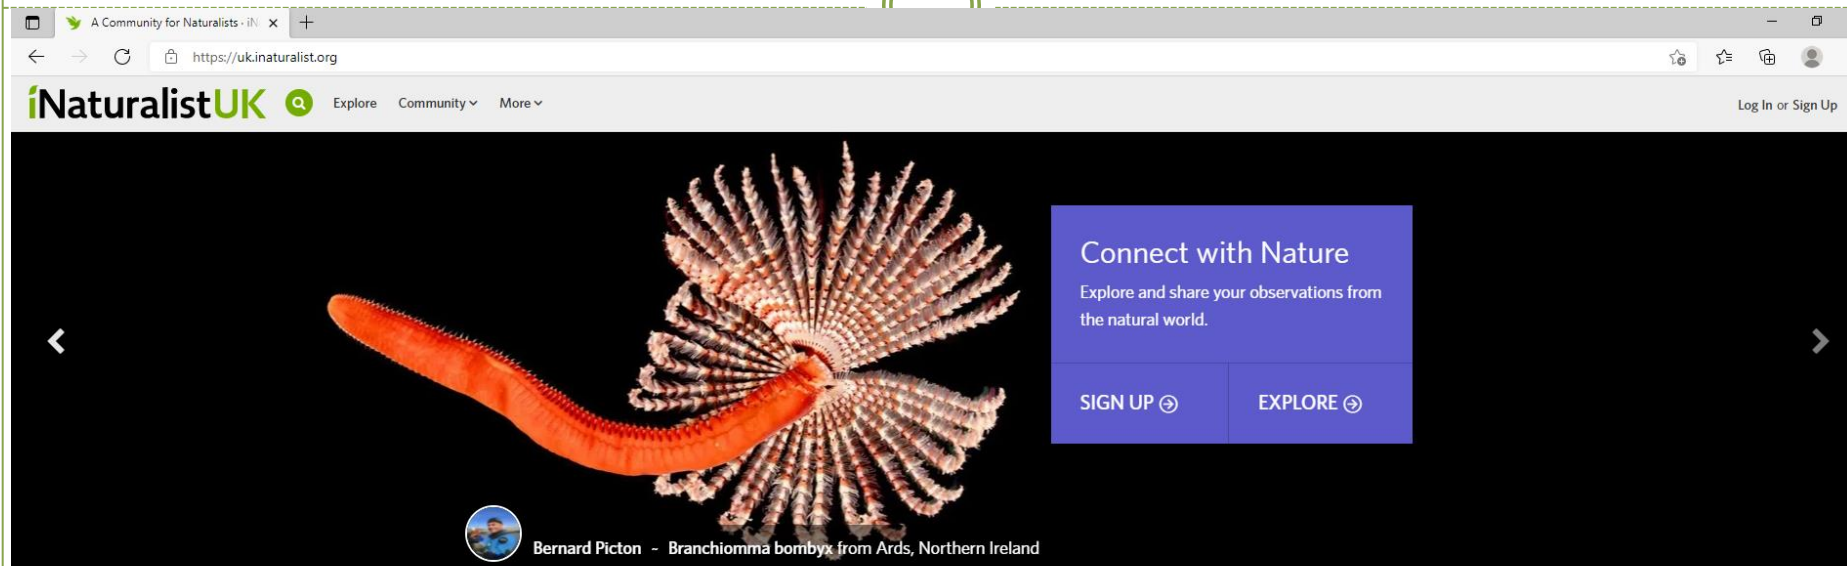 A Community for Naturalists · iN
https://uk.inaturalist.org
iNaturalistUK Explore Community More Log In or Sign Up
Connect with Nature
Explore and share your observations from
the natural world.
SIGN UP EXPLORE
Bernard Picton - Branchiomma bombyx from Ards, Northern Ireland